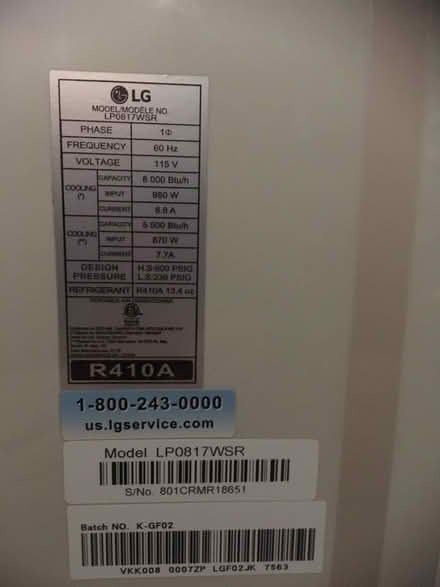 LG
MODEL/MODÈLE NO.
LP0817WSR
PHASE 1Φ
FREQUENCY 60 Hz
VOLTAGE 115 V
COOLING (*) CAPACITY 8 000 Btu/h
INPUT 980 W
CURRENT 8.8 A
COOLING (**) CAPACITY 5 500 Btu/h
INPUT 870 W
CURRENT 7.7A
DESIGN PRESSURE H.S:600 PSIG
L.S:236 PSIG
REFRIGERANT R410A 13.4 oz
R410A
1-800-243-0000
us.lgservice.com
Model LP0817WSR
S/No. 801CRMR18651
Batch NO. K-GF02
VKK008 0007ZP LGF02JK 7563